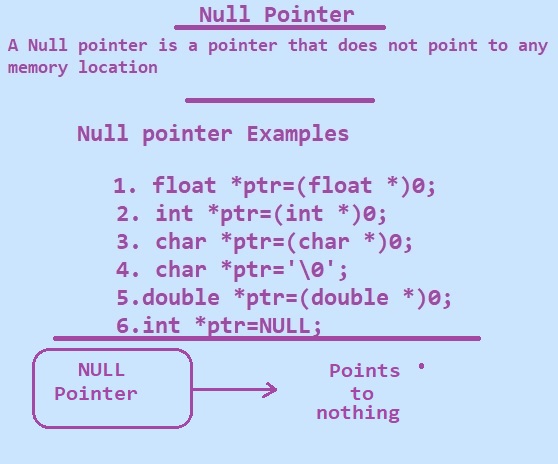 Null Pointer
A Null pointer is a pointer that does not point to any
memory location
Null pointer Examples
1. float *ptr=(float *)0;
2. int *ptr=(int *)0;
3. char *ptr=(char *)0;
4. char *ptr='\0';
5.double *ptr=(double *)0;
6.int *ptr=NULL;
NULL
Pointer
Points
to
nothing